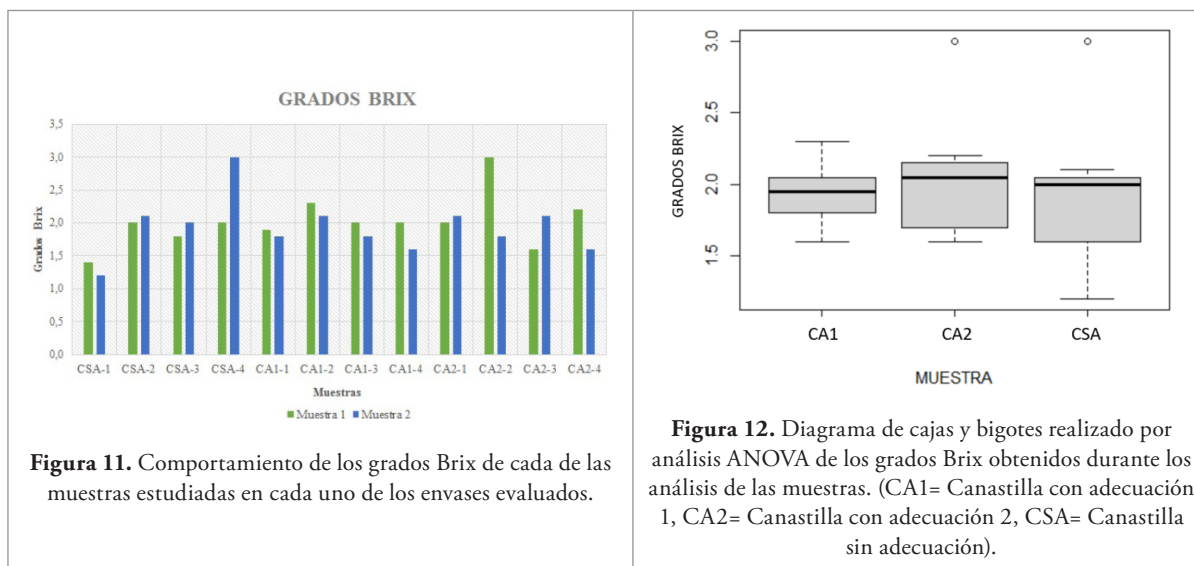 GRADOS BRIX
3,5
3,0
2,5
2,0
1,5
1,0
0,5
0,0
Grados Brix
CSA-1 CSA-2 CSA-3 CSA-4 CA1-1 CA1-2 CA1-3 CA1-4 CA2-1 CA2-2 CA2-3 CA2-4
Muestras
Muestra 1 Muestra 2
Figura 11. Comportamiento de los grados Brix de cada de las
muestras estudiadas en cada uno de los envases evaluados.
3.0
2.5
2.0
1.5
GRADOS BRIX
CA1 CA2 CSA
MUESTRA
Figura 12. Diagrama de cajas y bigotes realizado por
análisis ANOVA de los grados Brix obtenidos durante los
análisis de las muestras. (CA1= Canastilla con adecuación
1, CA2= Canastilla con adecuación 2, CSA= Canastilla
sin adecuación).